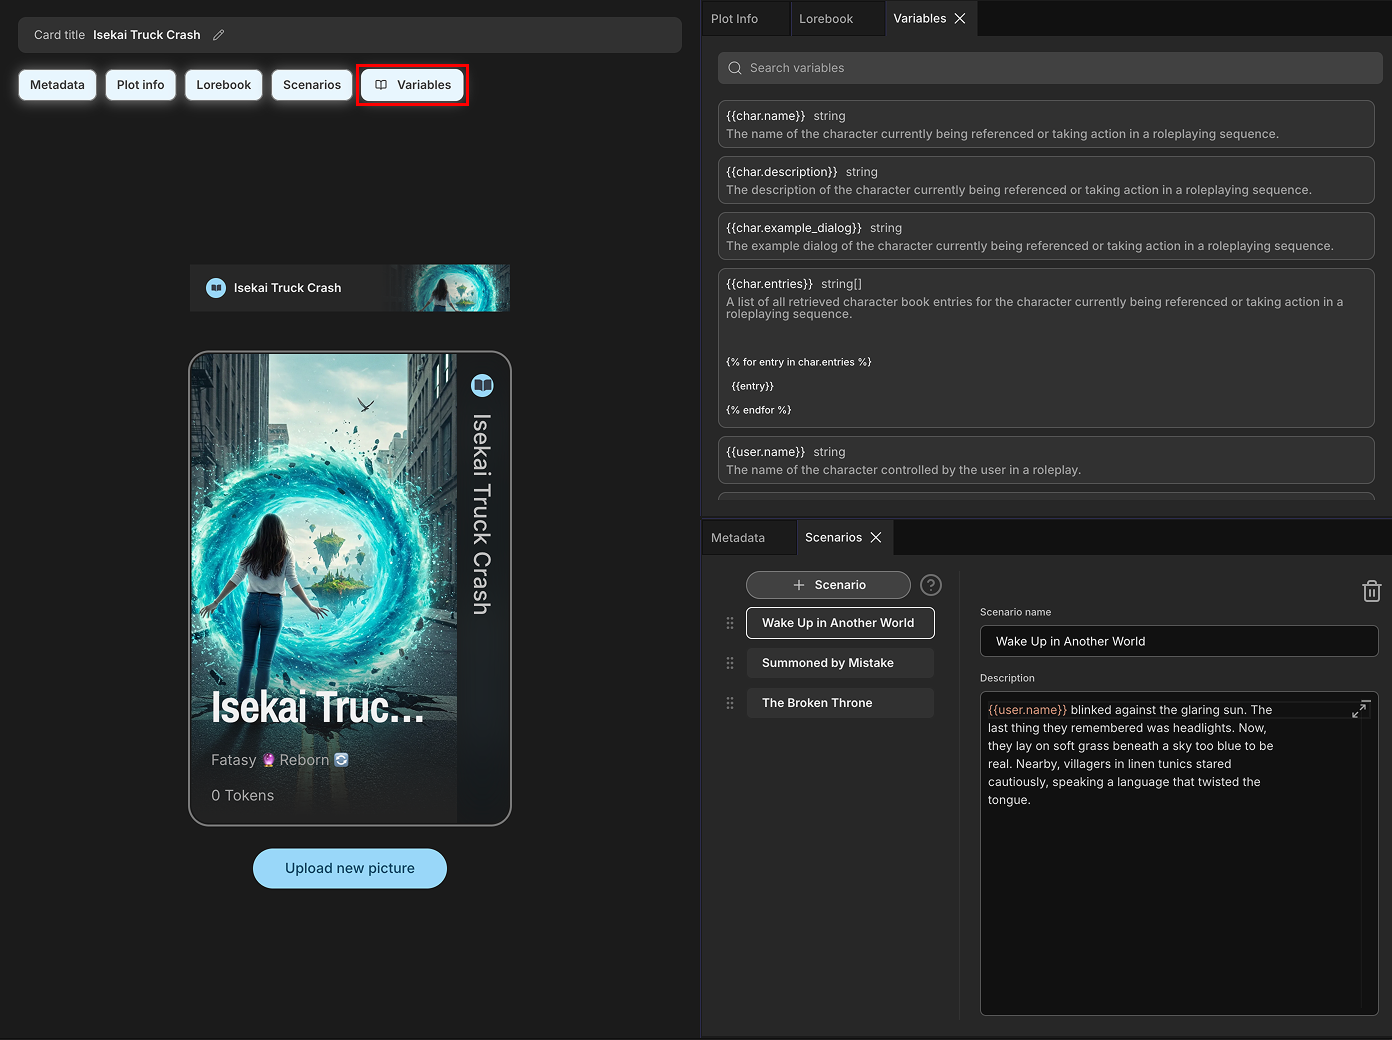 Card title Isekai Truck Crash
Metadata
Plot info
Lorebook
Scenarios
Variables
Isekai Truck Crash
Isekai Truck Crash
Isekai Truc...
Fatasy 🔮 Reborn 🔄
0 Tokens
Upload new picture
Plot Info
Lorebook
Variables
Search variables
{{char.name}} string
The name of the character currently being referenced or taking action in a roleplaying sequence.
{{char.description}} string
The description of the character currently being referenced or taking action in a roleplaying sequence.
{{char.example_dialog}} string
The example dialog of the character currently being referenced or taking action in a roleplaying sequence.
{{char.entries}} string[]
A list of all retrieved character book entries for the character currently being referenced or taking action in a
roleplaying sequence.
{% for entry in char.entries %}
{{entry}}
{% endfor %}
{{user.name}} string
The name of the character controlled by the user in a roleplay.
Metadata
Scenarios
Scenario
Wake Up in Another World
Summoned by Mistake
The Broken Throne
Scenario name
Wake Up in Another World
Description
{{user.name}} blinked against the glaring sun. The
last thing they remembered was headlights. Now,
they lay on soft grass beneath a sky too blue to be
real. Nearby, villagers in linen tunics stared
cautiously, speaking a language that twisted the
tongue.